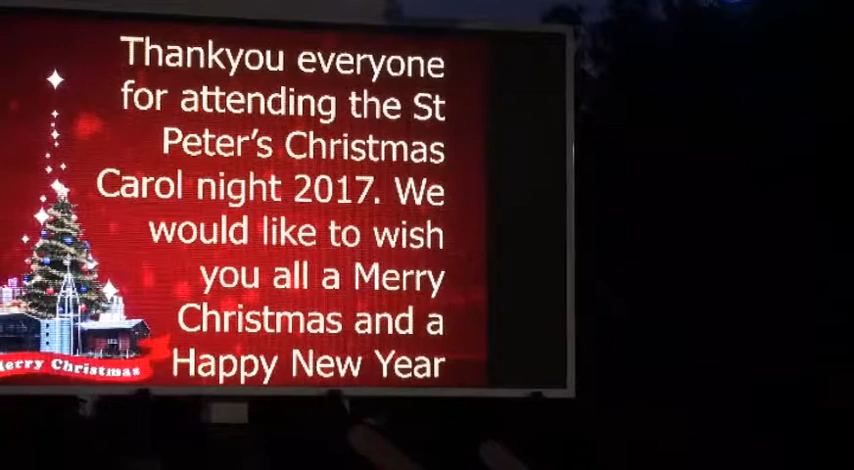 Thankyou everyone
for attending the St
Peter's Christmas
Carol night 2017. We
would like to wish
you all a Merry
Christmas and a
Happy New Year
Merry Christmas